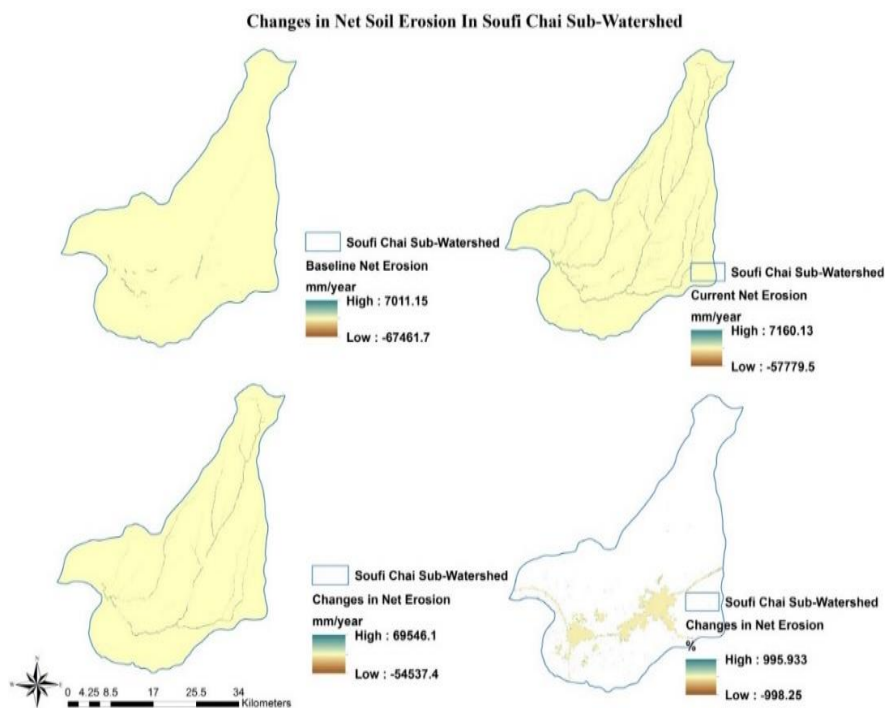 Changes in Net Soil Erosion In Soufi Chai Sub-Watershed
Soufi Chai Sub-Watershed
Baseline Net Erosion
mm/year
High : 7011.15
Low : -67461.7
Soufi Chai Sub-Watershed
Current Net Erosion
mm/year
High : 7160.13
Low : -57779.5
Soufi Chai Sub-Watershed
Changes in Net Erosion
mm/year
High : 69546.1
Low : -54537.4
Soufi Chai Sub-Watershed
Changes in Net Erosion
%
High : 995.933
Low : -998.25
0 4.25 8.5 17 25.5 34
Kilometers